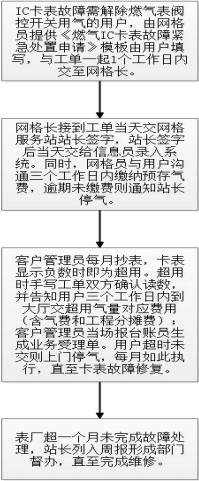 IC卡表故障需解除燃气表阀
控开关用气的用户，由网格
员提供《燃气IC卡表故障紧
急处置申请》模板由用户填
写，与工单一起1个工作日内
交至网格长。
网格长接到工单当天交网格
服务站站长签字，站长签字
后当天交给信息员录入系
统。同时，网格员与用户沟
通三个工作日内缴纳预存气
费，逾期未缴费则通知站长
停气。
客户管理员每月抄表，卡表
显示负数时即为超用。超用
时手写工单双方确认读数，
并告知用户三个工作日内到
大厅交超用气量对应费用
（含气费和工程分摊费）；
客户管理员当场报台账员生
成业务受理单。用户超时未
交则上门停气，每月如此执
行，直至卡表故障修复。
表厂超一个月未完成故障处
理，站长列入周报形成部门
督办，直至完成维修。